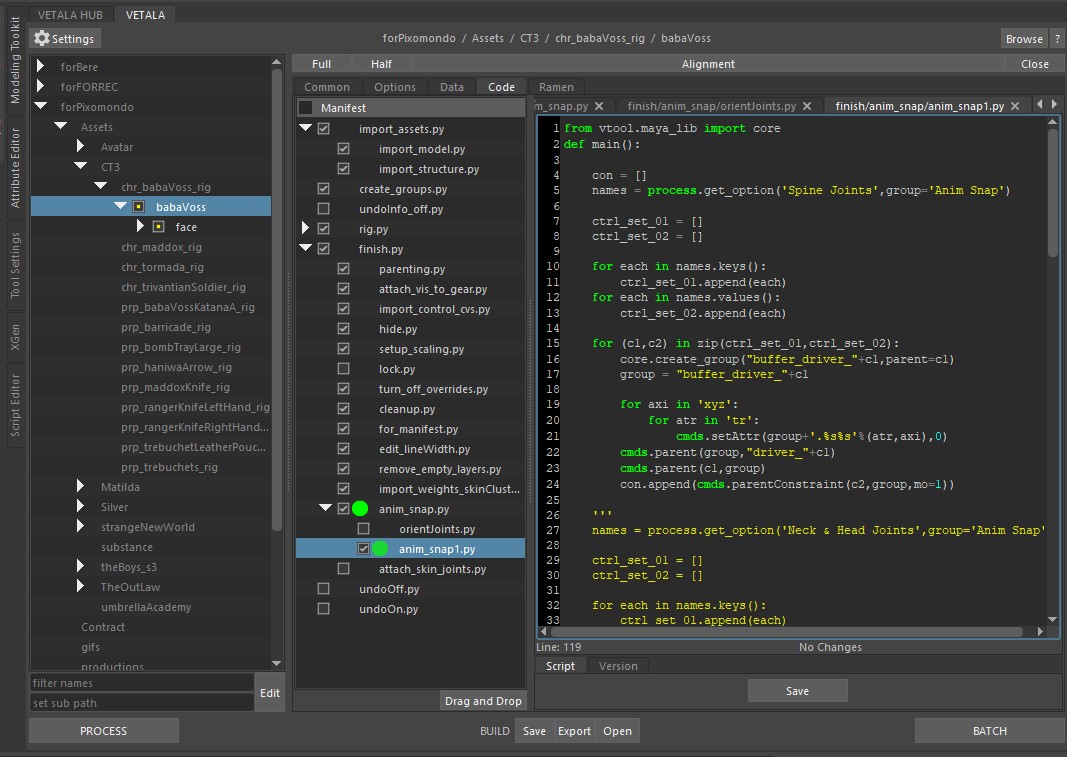 VETALA HUB
VETALA
Modeling Toolkit
Attribute Editor
Tool Settings
XGen
Script Editor
Settings
forPixomondo / Assets / CT3 / chr_babaVoss_rig / babaVoss
Browse
?
forBere
forFORREC
forPixomondo
Assets
Avatar
CT3
chr_babaVoss_rig
babaVoss
face
chr_maddox_rig
chr_tormada_rig
chr_trivantianSoldier_rig
prp_babaVossKatanaA_rig
prp_barricade_rig
prp_bombTrayLarge_rig
prp_haniwaArrow_rig
prp_maddoxKnife_rig
prp_rangerKnifeLeftHand_rig
prp_rangerKnifeRightHand...
prp_trebuchetLeatherPouc...
prp_trebuchets_rig
Matilda
Silver
strangeNewWorld
substance
theBoys_s3
TheOutLaw
umbrellaAcademy
Contract
gifs
productions
filter names
set sub path
Edit
PROCESS
Full
Half
Alignment
Close
Common
Options
Data
Code
Ramen
Manifest
import_assets.py
import_model.py
import_structure.py
create_groups.py
undoInfo_off.py
rig.py
finish.py
parenting.py
attach_vis_to_gear.py
import_control_cvs.py
hide.py
setup_scaling.py
lock.py
turn_off_overrides.py
cleanup.py
for_manifest.py
edit_lineWidth.py
remove_empty_layers.py
import_weights_skinClust...
anim_snap.py
orientJoints.py
anim_snap1.py
attach_skin_joints.py
undoOff.py
undoOn.py
Drag and Drop
m_snap.py
finish/anim_snap/orientJoints.py
finish/anim_snap/anim_snap1.py
1 from vtool.maya_lib import core
2 def main():
3
4     con = []
5     names = process.get_option('Spine Joints',group='Anim Snap')
6
7     ctrl_set_01 = []
8     ctrl_set_02 = []
9
10     for each in names.keys():
11         ctrl_set_01.append(each)
12     for each in names.values():
13         ctrl_set_02.append(each)
14
15     for (c1,c2) in zip(ctrl_set_01,ctrl_set_02):
16         core.create_group("buffer_driver_"+c1,parent=c1)
17         group = "buffer_driver_"+c1
18
19         for axi in 'xyz':
20             for atr in 'tr':
21                 cmds.setAttr(group+'.%s%s'%(atr,axi),0)
22         cmds.parent(group,"driver_"+c1)
23         cmds.parent(c1,group)
24         con.append(cmds.parentConstraint(c2,group,mo=1))
25
26     '''
27     names = process.get_option('Neck & Head Joints',group='Anim Snap'
28
29     ctrl_set_01 = []
30     ctrl_set_02 = []
31
32     for each in names.keys():
33         ctrl_set_01.append(each)
Line: 119
No Changes
Script
Version
Save
BUILD
Save
Export
Open
BATCH